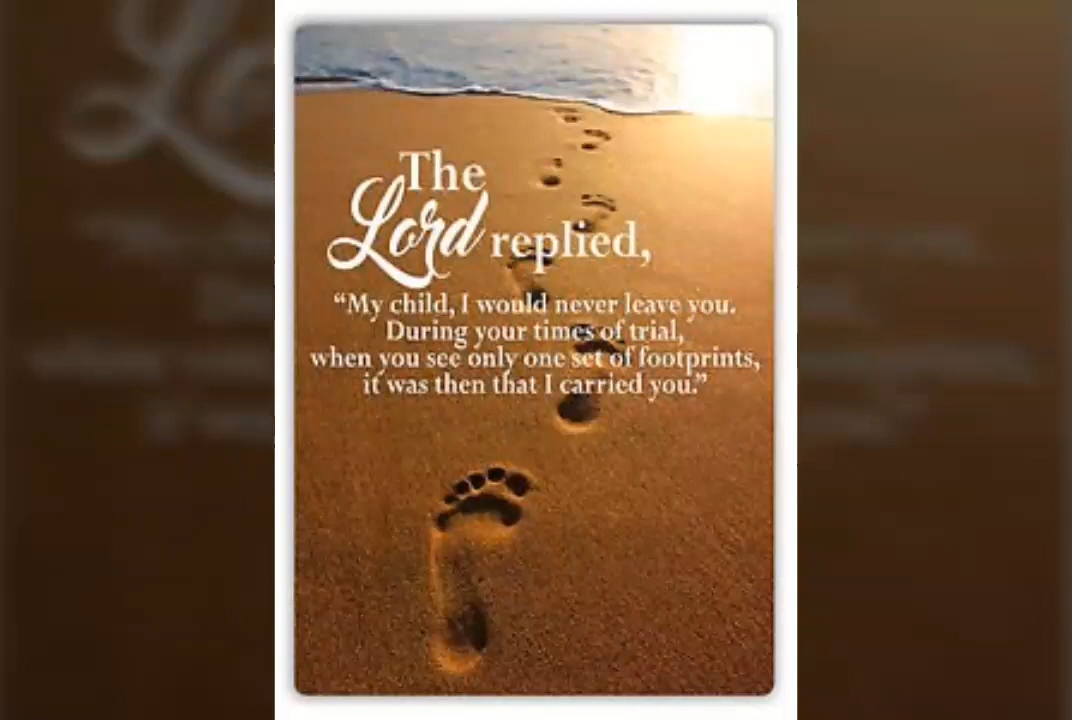 The
Lord replied,
“My child, I would never leave you.
During your times of trial,
when you see only one set of footprints,
it was then that I carried you.”